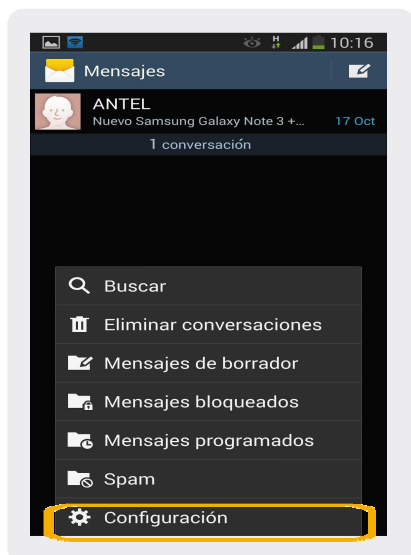 H
10:16
Mensajes
ANTEL
Nuevo Samsung Galaxy Note 3 +...
17 Oct
1 conversación
Buscar
Eliminar conversaciones
Mensajes de borrador
Mensajes bloqueados
Mensajes programados
Spam
Configuración